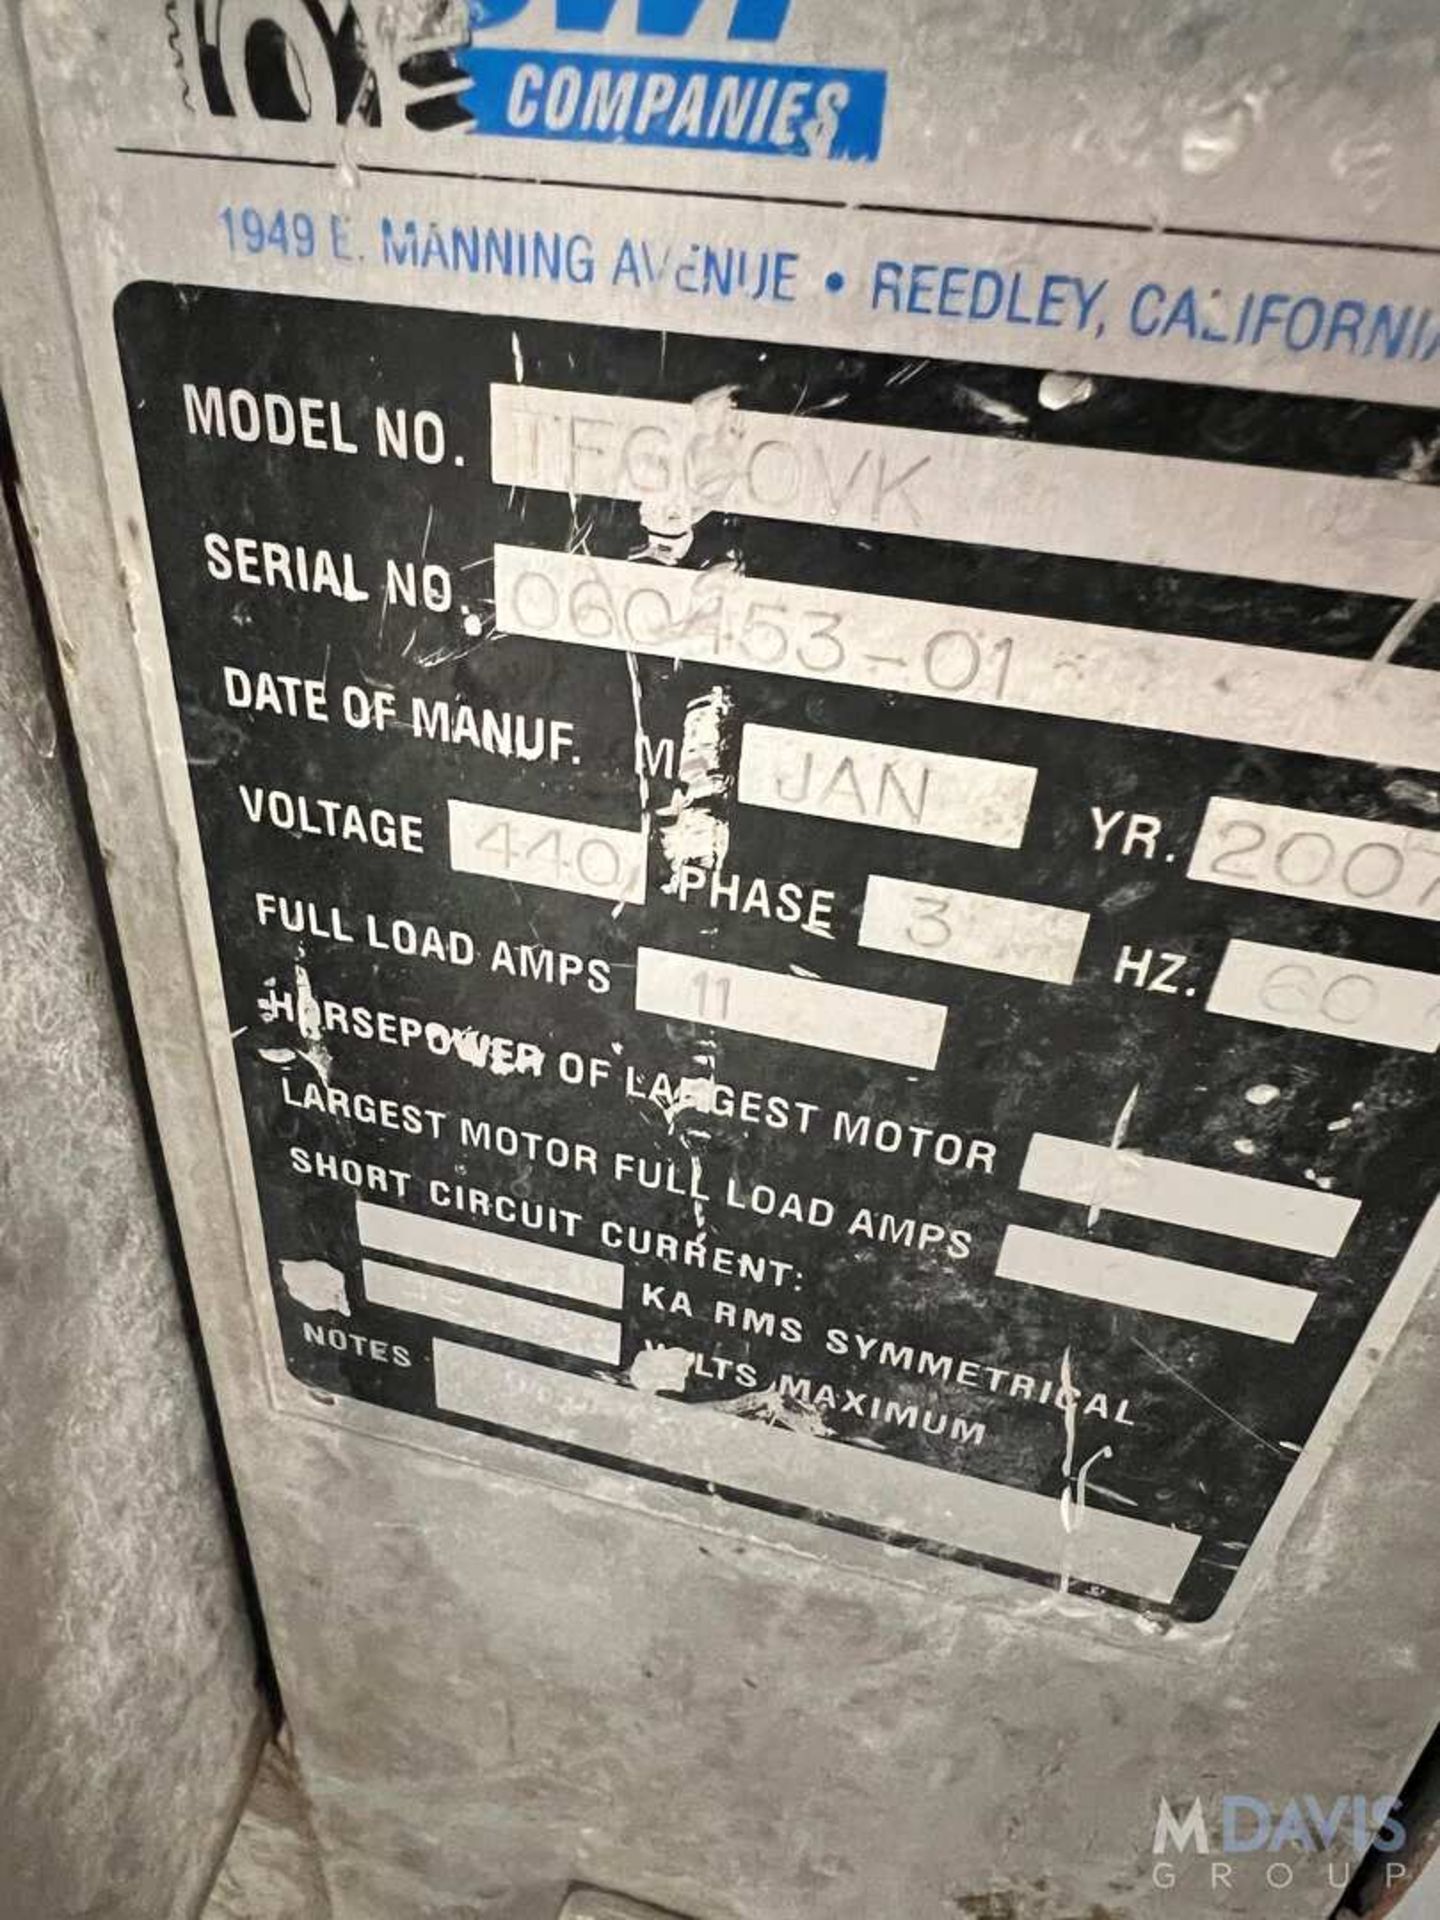 COMPANIES
1949 E. MANNING AVENUE • REEDLEY, CALIFORNIA
MODEL NO.
SERIAL NO. 060453-01
DATE OF MANUF. JAN YR. 2007
VOLTAGE 440 PHASE 3 HZ. 60
FULL LOAD AMPS 11
HORSEPOWER OF LARGEST MOTOR
LARGEST MOTOR FULL LOAD AMPS
SHORT CIRCUIT CURRENT:
KA RMS SYMMETRICAL
VOLTS MAXIMUM
NOTES
MDAVIS
GROUP